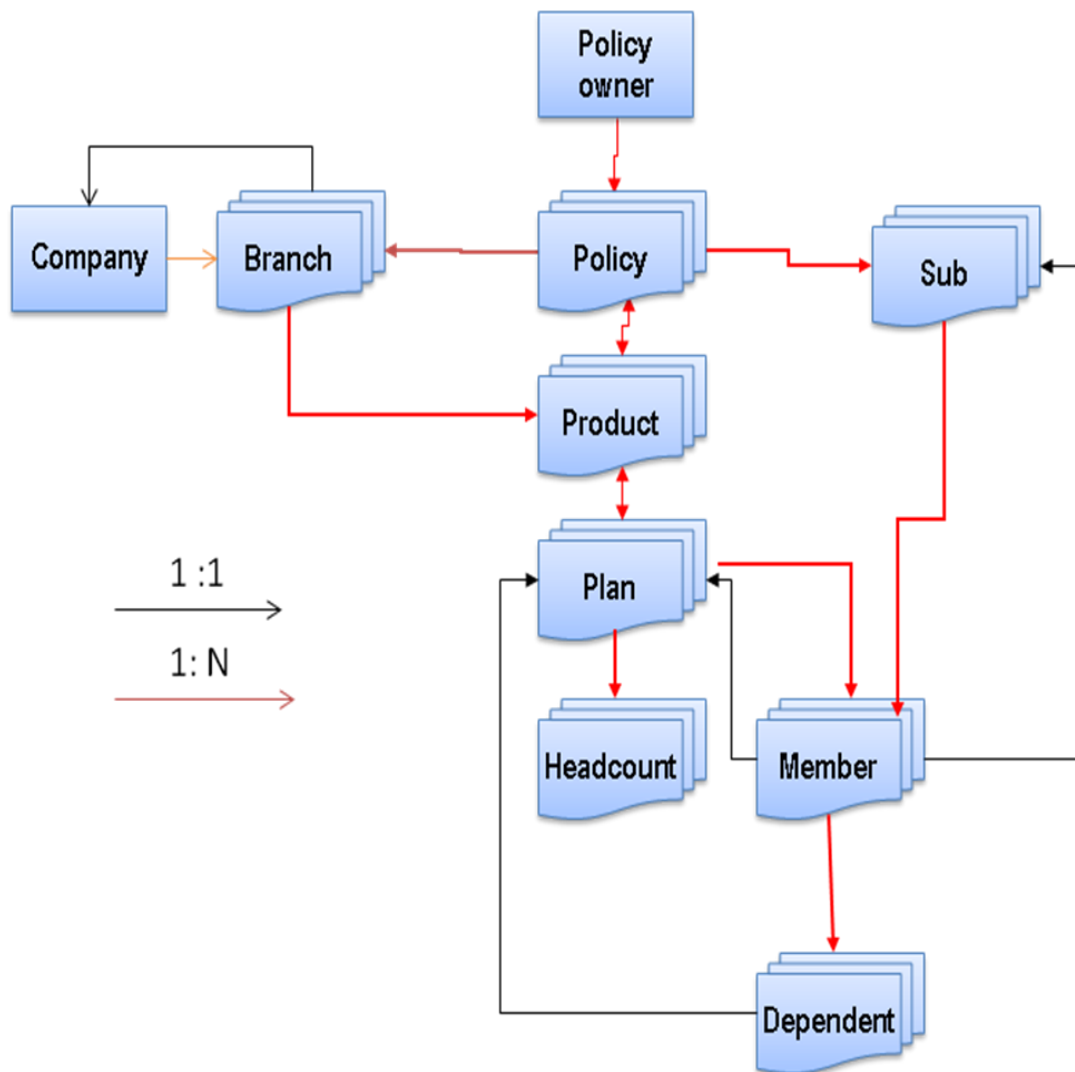 Policy
owner
Company
Branch
Policy
Sub
Product
1 :1
Plan
1: N
Headcount
Member
Dependent